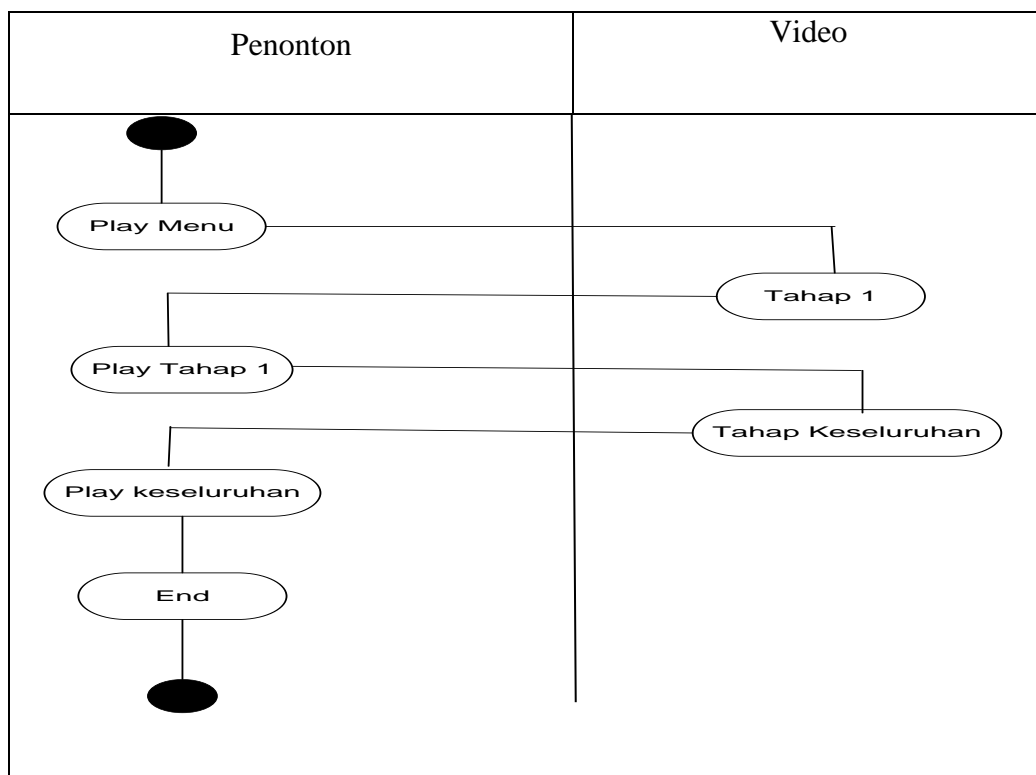 Penonton
Video
Play Menu
Tahap 1
Play Tahap 1
Tahap Keseluruhan
Play keseluruhan
End